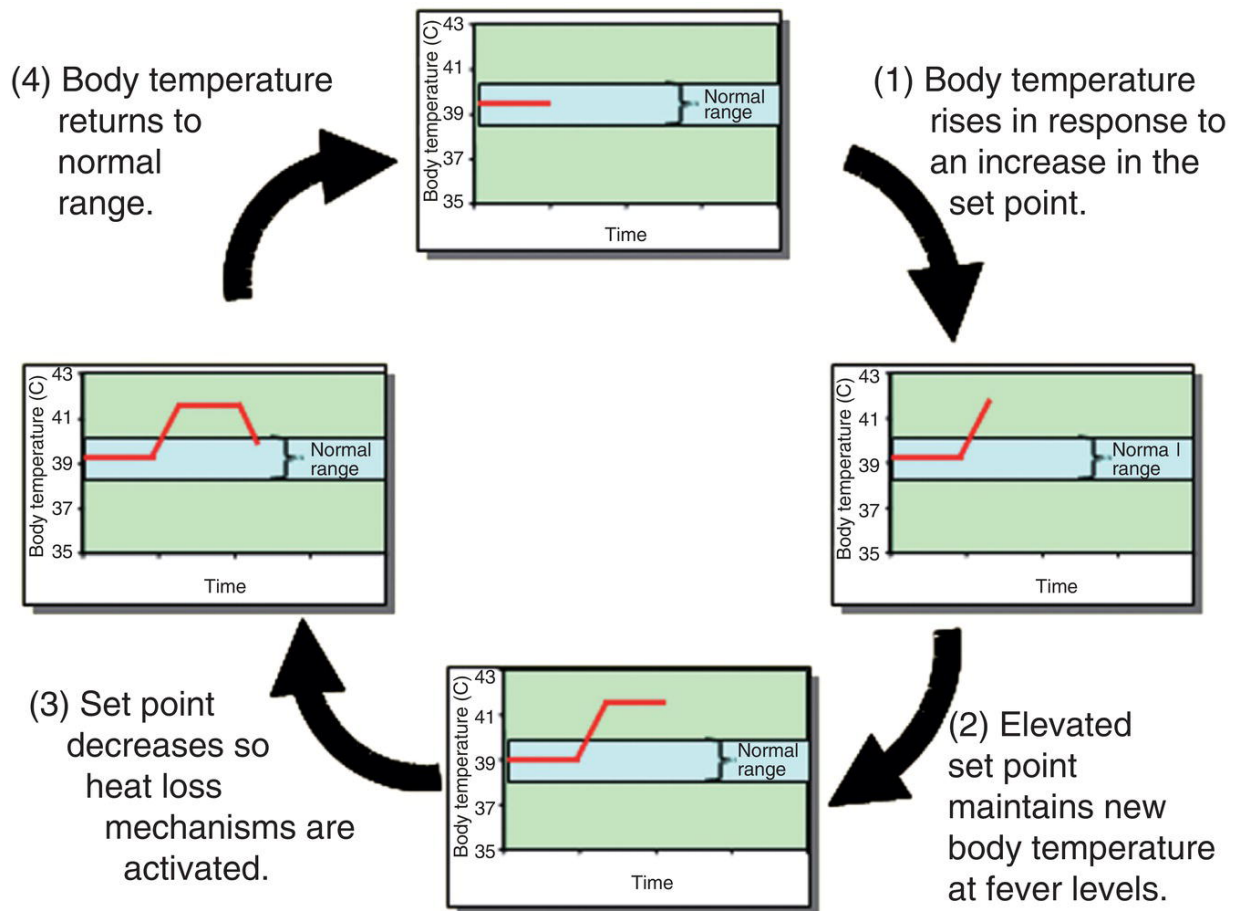 Body temperature (C)
43
41
39
37
35
Normal
range
Time
(1) Body temperature
rises in response to
an increase in the
set point.
Body temperature (C)
43
41
39
37
35
Norma l
range
Time
(2) Elevated
set point
maintains new
body temperature
at fever levels.
Body temperature (C)
43
41
39
37
35
Normal
range
Time
(3) Set point
decreases so
heat loss
mechanisms are
activated.
Body temperature (C)
43
41
39
37
35
Normal
range
Time
(4) Body temperature
returns to
normal
range.